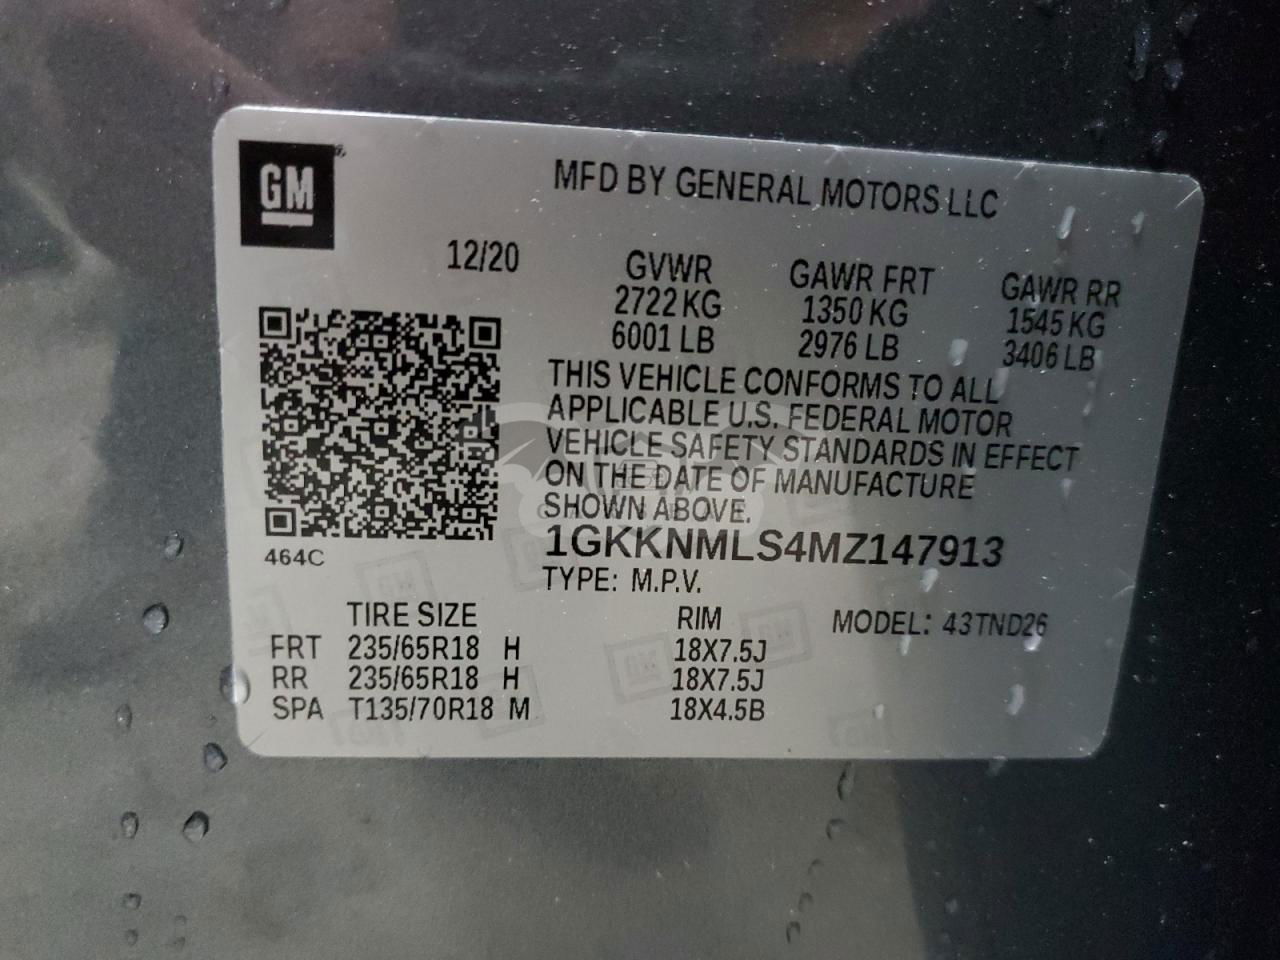 GM
MFD BY GENERAL MOTORS LLC
12/20
GVWR GAWR FRT GAWR RR
2722 KG 1350 KG 1545 KG
6001 LB 2976 LB 3406 LB
THIS VEHICLE CONFORMS TO ALL
APPLICABLE U.S. FEDERAL MOTOR
VEHICLE SAFETY STANDARDS IN EFFECT
ON THE DATE OF MANUFACTURE
SHOWN ABOVE.
464C
1GKKNMLS4MZ147913
TYPE: M.P.V.
TIRE SIZE RIM MODEL: 43TND26
FRT 235/65R18 H 18X7.5J
RR 235/65R18 H 18X7.5J
SPA T135/70R18 M 18X4.5B